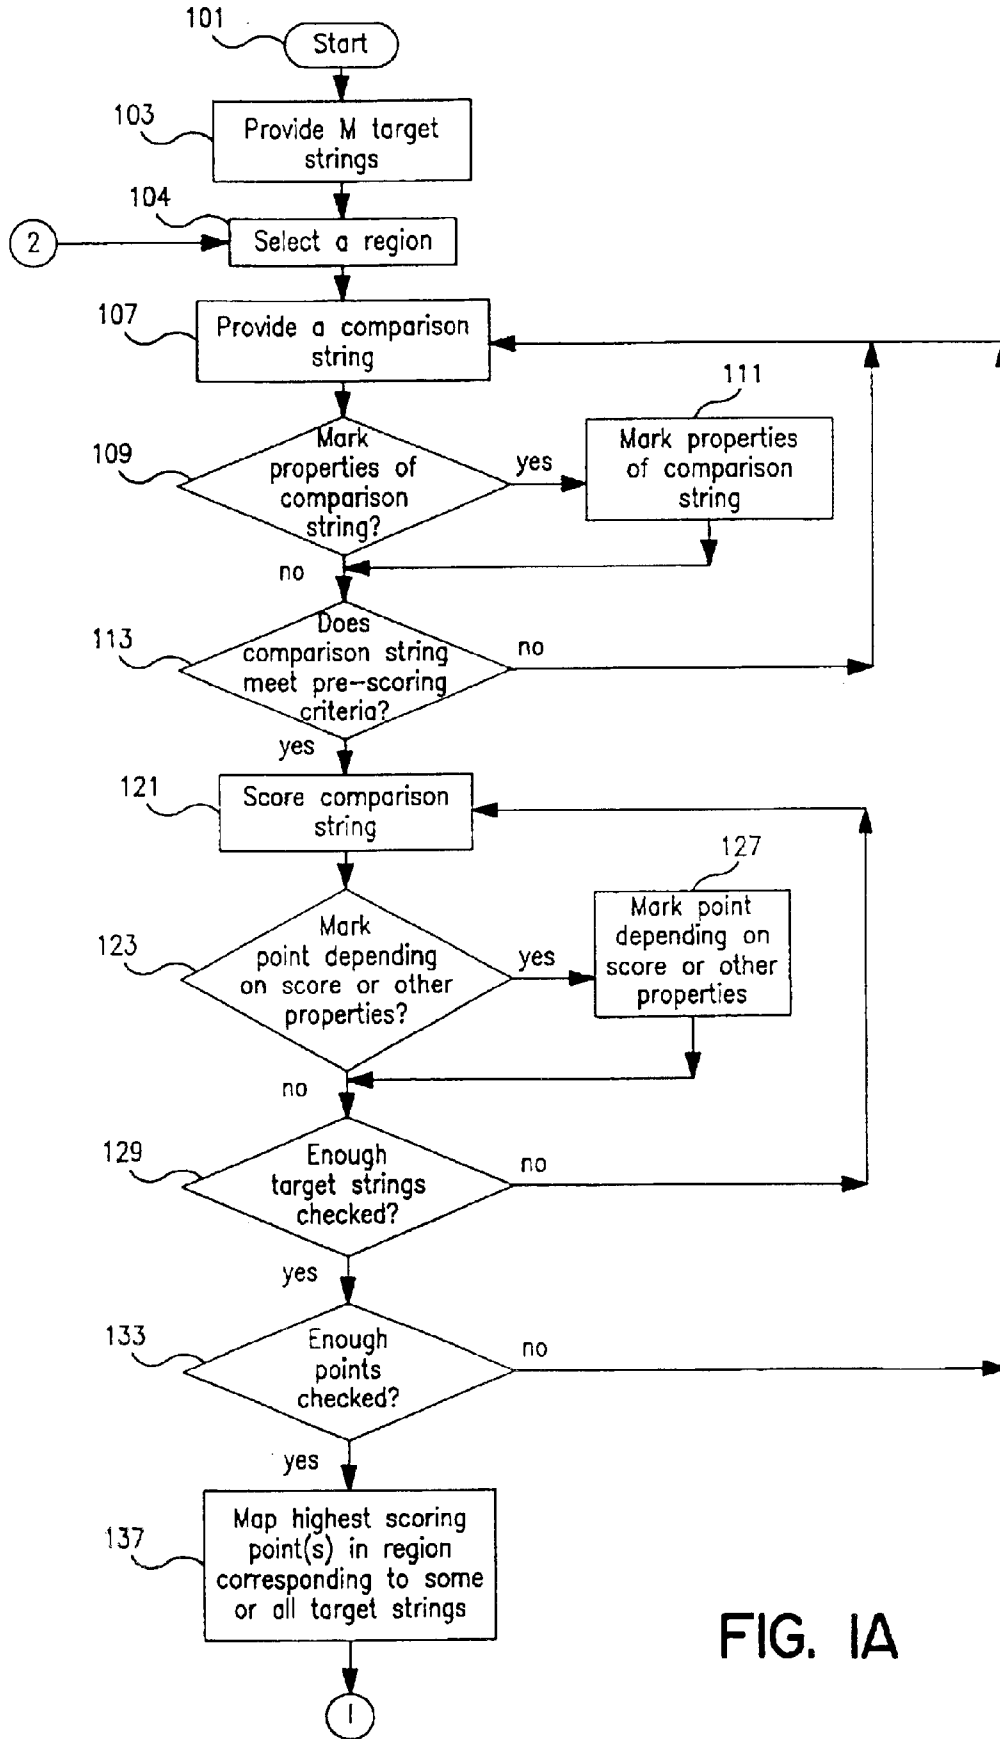 101
Start
103
Provide M target
strings
104
2
Select a region
107
Provide a comparison
string
111
109
Mark
properties of
comparison
string?
yes
Mark properties
of comparison
string
no
113
Does
comparison string
meet pre-scoring
criteria?
no
yes
121
Score comparison
string
127
123
Mark
point depending
on score or other
properties?
yes
Mark point
depending on
score or other
properties
no
129
Enough
target strings
checked?
no
yes
133
Enough
points
checked?
no
yes
137
Map highest scoring
point(s) in region
corresponding to some
or all target strings
FIG. 1A
1